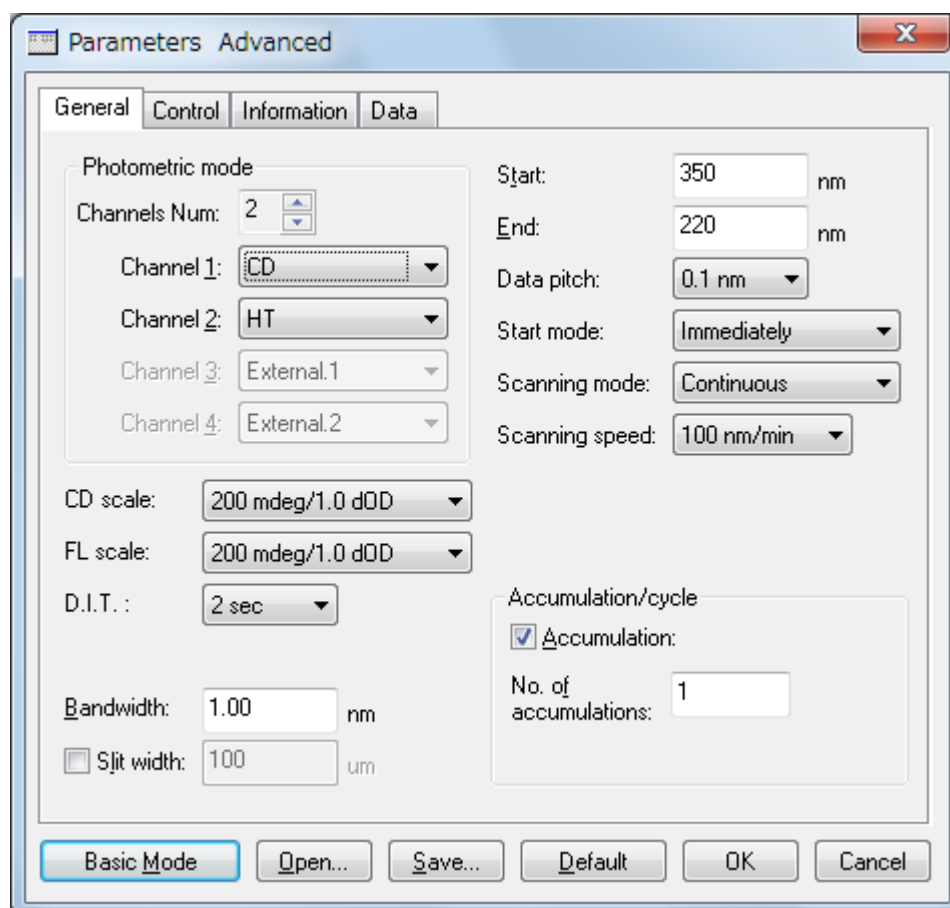 Parameters Advanced
General Control Information Data
Photometric mode
Channels Num: 2
Channel 1: CD
Channel 2: HT
Channel 3: External.1
Channel 4: External.2
Start: 350 nm
End: 220 nm
Data pitch: 0.1 nm
Start mode: Immediately
Scanning mode: Continuous
Scanning speed: 100 nm/min
CD scale: 200 mdeg/1.0 dOD
FL scale: 200 mdeg/1.0 dOD
D.I.T. : 2 sec
Bandwidth: 1.00 nm
Slit width: 100 um
Accumulation/cycle
Accumulation:
No. of
accumulations: 1
Basic Mode Open... Save... Default OK Cancel